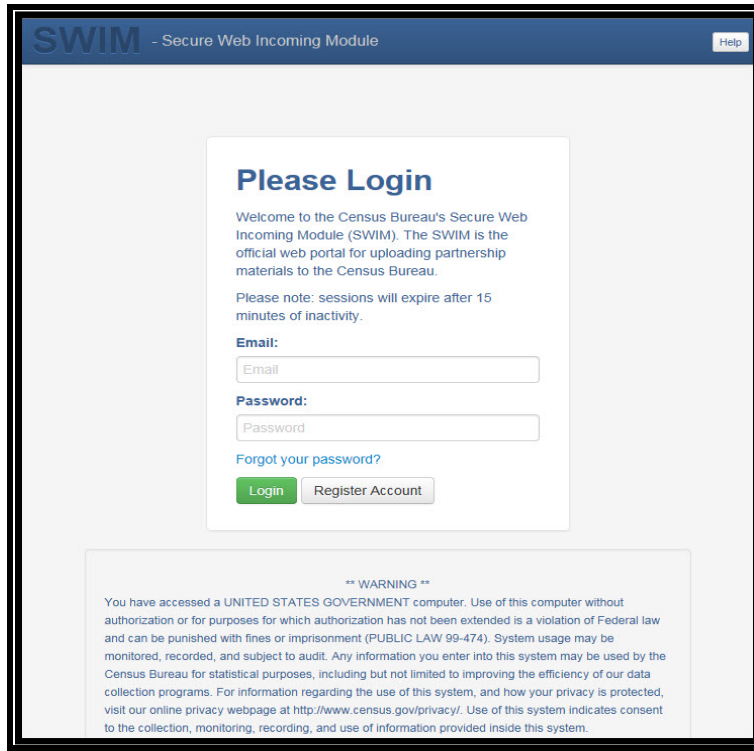 SWIM - Secure Web Incoming Module
Help
Please Login
Welcome to the Census Bureau's Secure Web
Incoming Module (SWIM). The SWIM is the
official web portal for uploading partnership
materials to the Census Bureau.
Please note: sessions will expire after 15
minutes of inactivity.
Email:
Email
Password:
Password
Forgot your password?
Login Register Account
** WARNING **
You have accessed a UNITED STATES GOVERNMENT computer. Use of this computer without
authorization or for purposes for which authorization has not been extended is a violation of Federal law
and can be punished with fines or imprisonment (PUBLIC LAW 99-474). System usage may be
monitored, recorded, and subject to audit. Any information you enter into this system may be used by the
Census Bureau for statistical purposes, including but not limited to improving the efficiency of our data
collection programs. For information regarding the use of this system, and how your privacy is protected,
visit our online privacy webpage at http://www.census.gov/privacy/. Use of this system indicates consent
to the collection, monitoring, recording, and use of information provided inside this system.